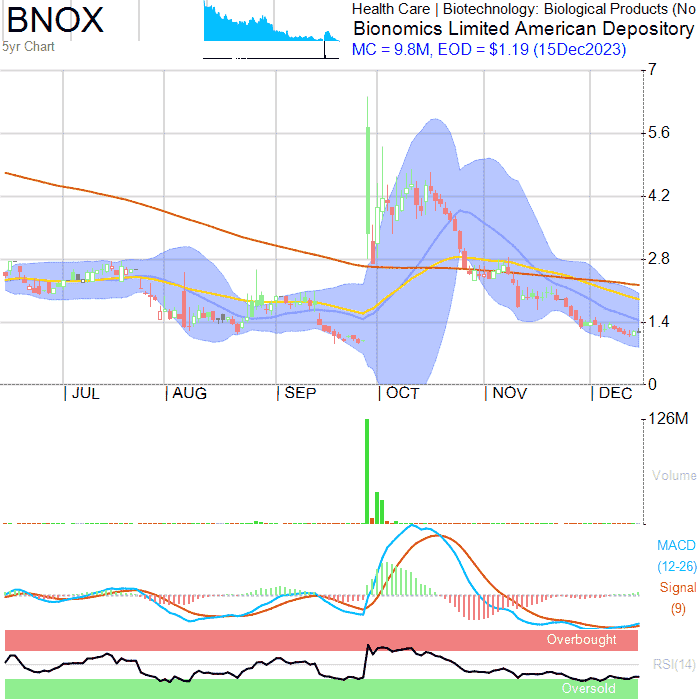 BNOX
5yr Chart
Health Care | Biotechnology: Biological Products (No
Bionomics Limited American Depository
MC = 9.8M, EOD = $1.19 (15Dec2023)
7
5.6
4.2
2.8
1.4
0
JUL AUG SEP OCT NOV DEC
126M
Volume
MACD
(12-26)
Signal
(9)
Overbought
RSI(14)
Oversold